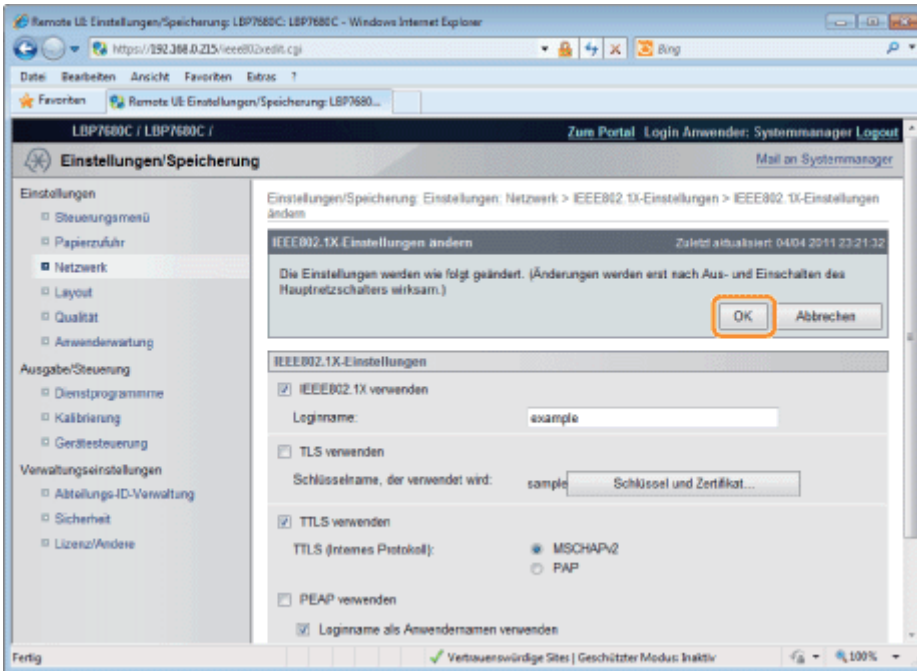 Remote UI: Einstellungen/Speicherung: LBP7680C: LBP7680C - Windows Internet Explorer
https://192.168.0.215/ieee802xedit.cgi
Bing
Datei Bearbeiten Ansicht Favoriten Extras ?
Favoriten Remote UI: Einstellungen/Speicherung: LBP7680...
LBP7680C / LBP7680C / Zum Portal Login Anwender: Systemmanager Logout
Einstellungen/Speicherung Mail an Systemmanager
Einstellungen
Steuerungsmenü
Papierzufuhr
Netzwerk
Layout
Qualität
Anwenderwartung
Ausgabe/Steuerung
Dienstprogrammme
Kalibrierung
Gerätesteuerung
Verwaltungseinstellungen
Abteilungs-ID-Verwaltung
Sicherheit
Lizenz/Andere
Einstellungen/Speicherung: Einstellungen: Netzwerk > IEEE802.1X-Einstellungen > IEEE802.1X-Einstellungen
ändern
IEEE802.1X-Einstellungen ändern Zuletzt aktualisiert: 04/04 2011 23:21:32
Die Einstellungen werden wie folgt geändert. (Änderungen werden erst nach Aus- und Einschalten des
Hauptnetzschalters wirksam.)
OK Abbrechen
IEEE802.1X-Einstellungen
IEEE802.1X verwenden
Loginname: example
TLS verwenden
Schlüsselname, der verwendet wird: sample Schlüssel und Zertifikat...
TTLS verwenden
TTLS (Internes Protokoll): MSCHAPv2
PAP
PEAP verwenden
Loginname als Anwendernamen verwenden
Fertig Vertrauenswürdige Sites | Geschützter Modus: Inaktiv 100%